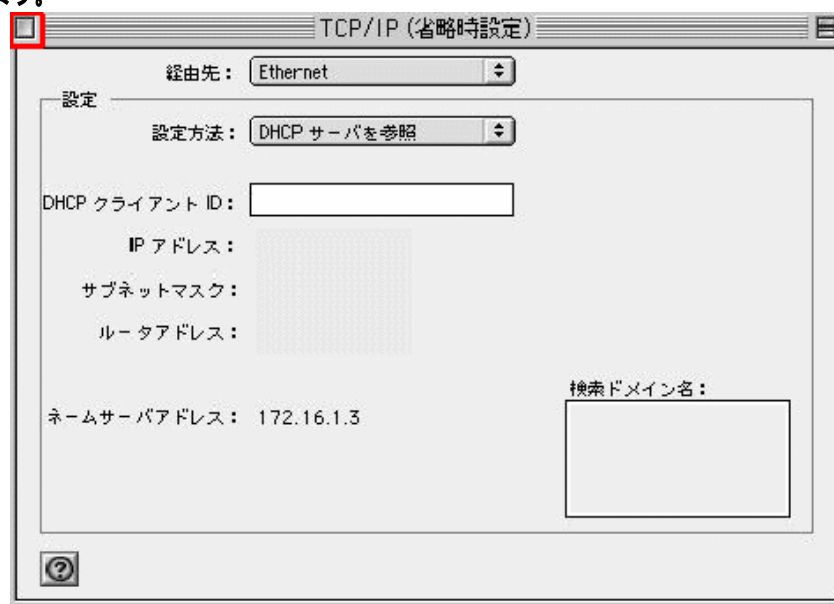 ます。
TCP/IP (省略時設定)
経由先： Ethernet
設定
設定方法： DHCP サーバを参照
DHCP クライアント ID：
IP アドレス：
サブネットマスク：
ルータアドレス：
検索ドメイン名：
ネームサーバアドレス： 172.16.1.3
?